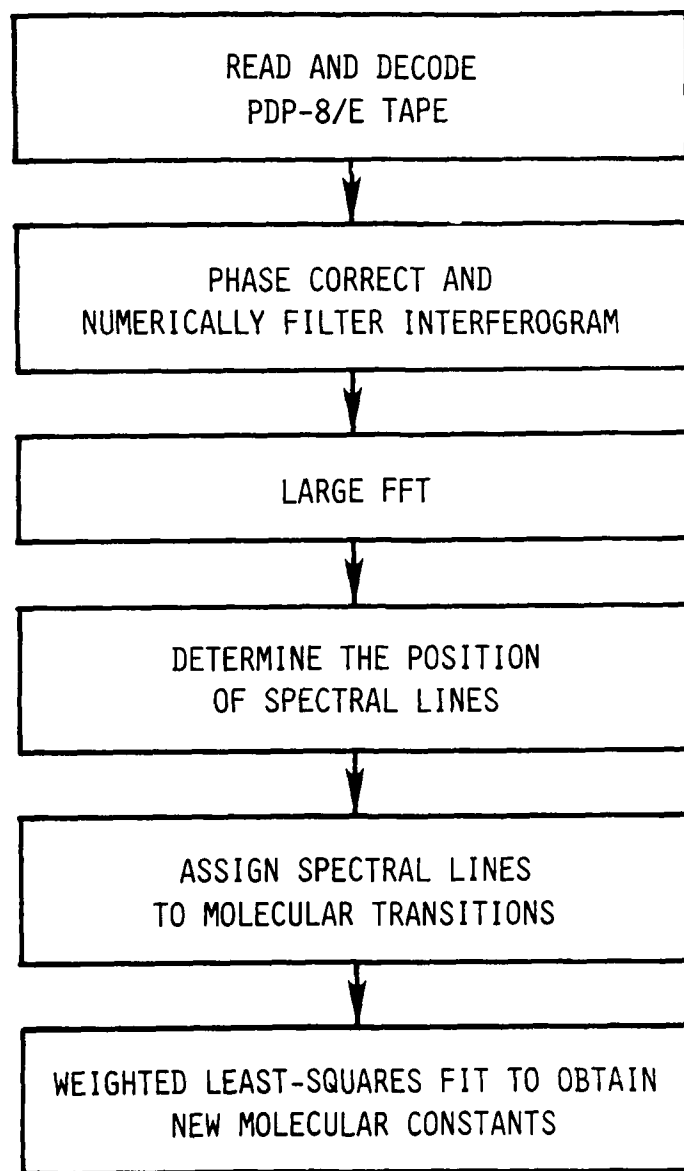 READ AND DECODE
PDP-8/E TAPE
PHASE CORRECT AND
NUMERICALLY FILTER INTERFEROGRAM
LARGE FFT
DETERMINE THE POSITION
OF SPECTRAL LINES
ASSIGN SPECTRAL LINES
TO MOLECULAR TRANSITIONS
WEIGHTED LEAST-SQUARES FIT TO OBTAIN
NEW MOLECULAR CONSTANTS